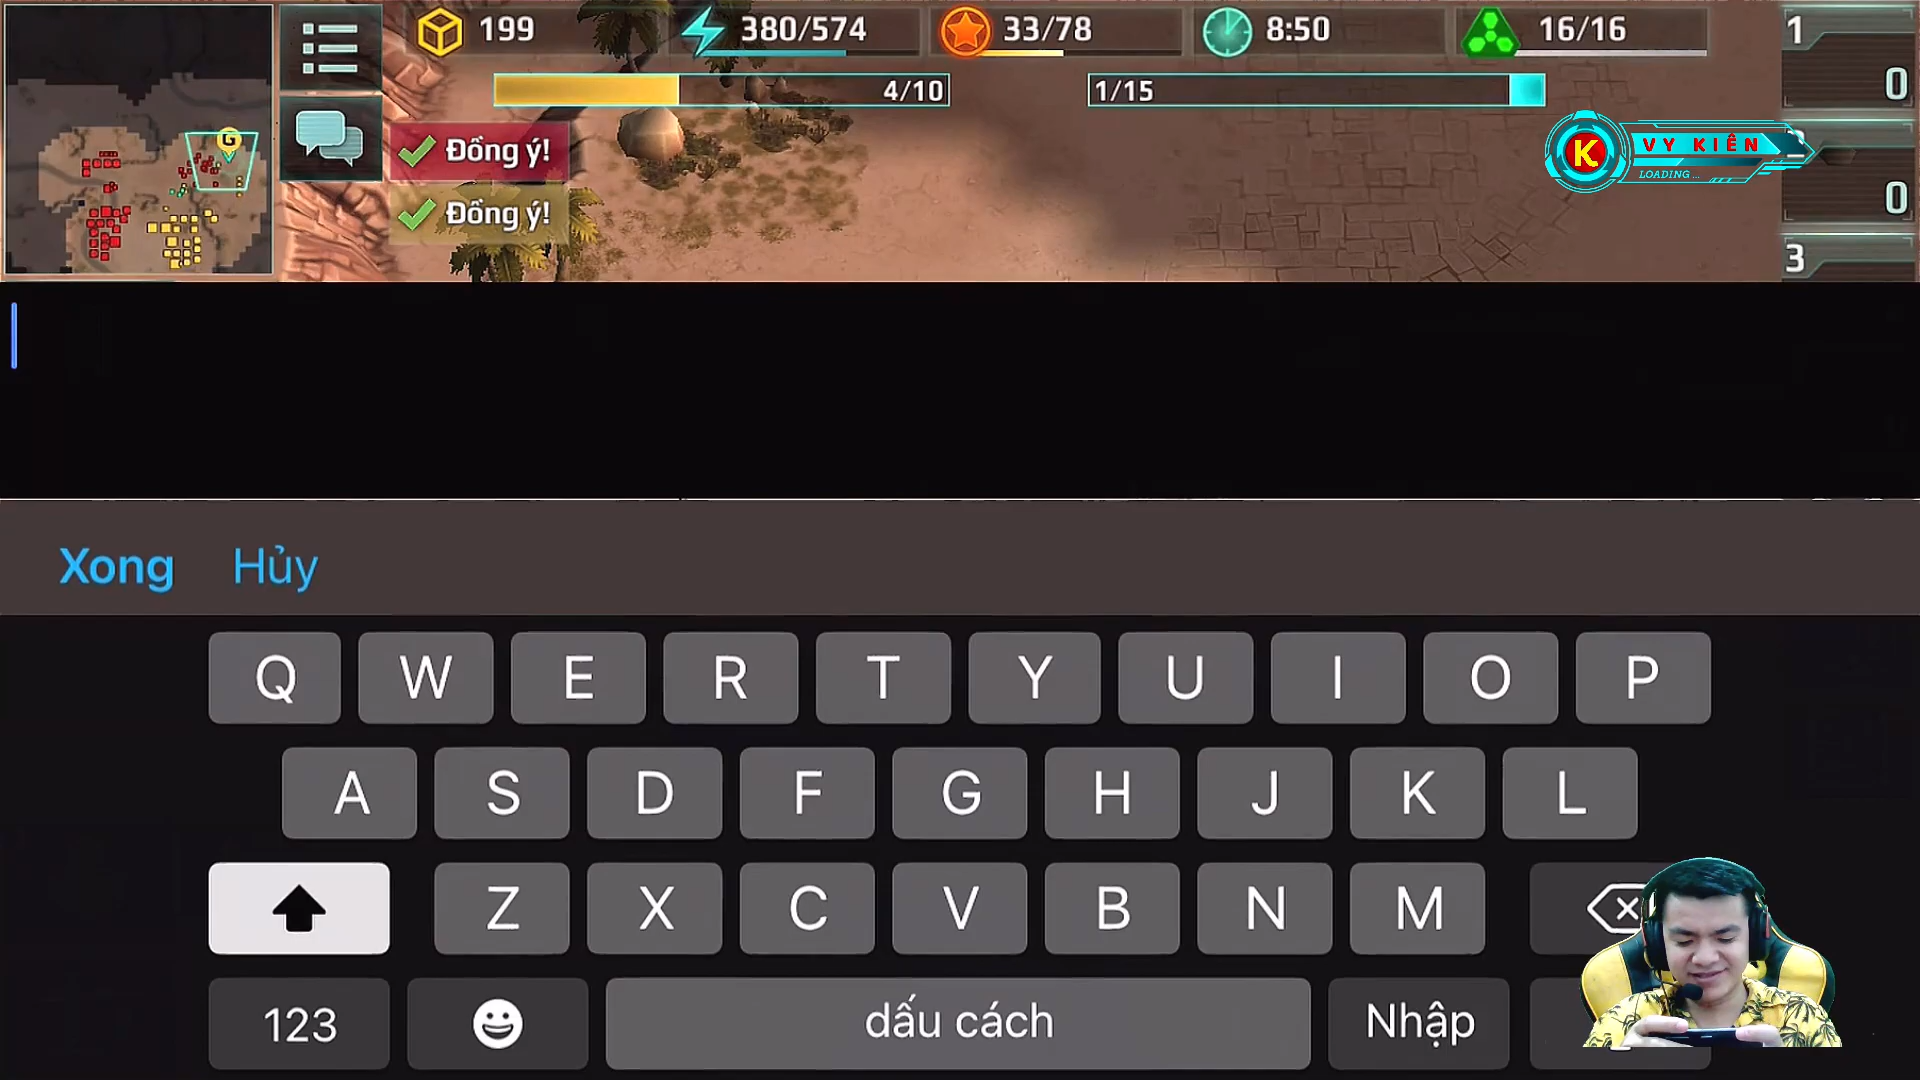 199
380/574
33/78
8:50
16/16
1
4/10
1/15
0
Đồng ý!
K
VY KIÊN
LOADING ...
Đồng ý!
0
G
3
Xong Hủy
Q W E R T Y U I O P
A S D F G H J K L
Z X C V B N M
123
dấu cách
Nhập